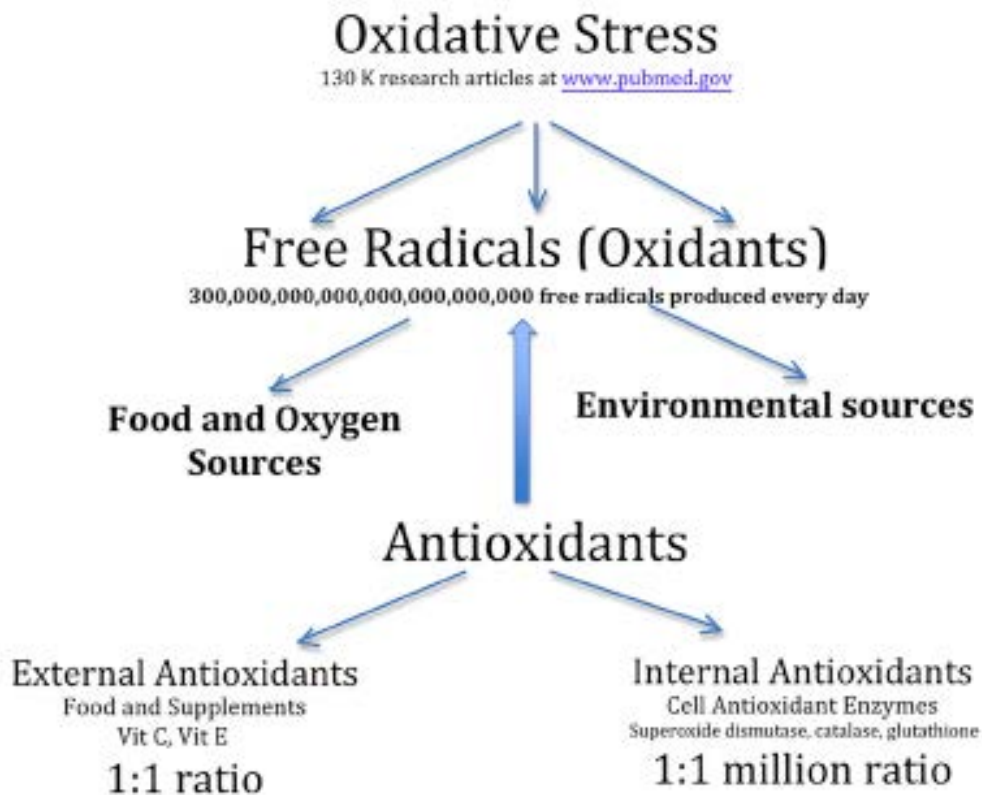 Oxidative Stress
130 K research articles at www.pubmed.gov
Free Radicals (Oxidants)
300,000,000,000,000,000,000,000 free radicals produced every day
Food and Oxygen
Sources
Environmental sources
Antioxidants
External Antioxidants
Food and Supplements
Vit C, Vit E
1:1 ratio
Internal Antioxidants
Cell Antioxidant Enzymes
Superoxide dismutase, catalase, glutathione
1:1 million ratio